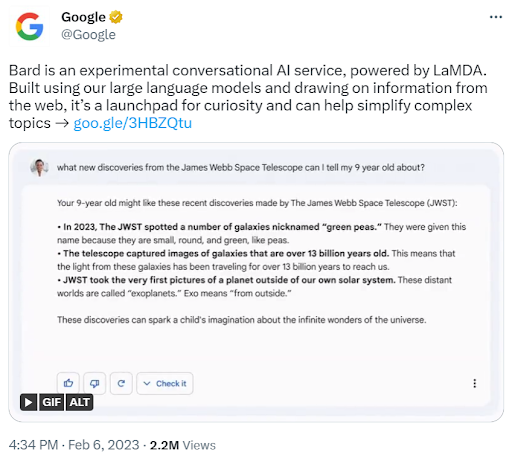 Google
@Google
Bard is an experimental conversational AI service, powered by LaMDA.
Built using our large language models and drawing on information from
the web, it's a launchpad for curiosity and can help simplify complex
topics → goo.gle/3HBZQtu
what new discoveries from the James Webb Space Telescope can I tell my 9 year old about?
Your 9-year old might like these recent discoveries made by The James Webb Space Telescope (JWST):
• In 2023, The JWST spotted a number of galaxies nicknamed "green peas." They were given this
name because they are small, round, and green, like peas.
• The telescope captured images of galaxies that are over 13 billion years old. This means that
the light from these galaxies has been traveling for over 13 billion years to reach us.
• JWST took the very first pictures of a planet outside of our own solar system. These distant
worlds are called "exoplanets." Exo means "from outside."
These discoveries can spark a child's imagination about the infinite wonders of the universe.
Check it
GIF ALT
4:34 PM · Feb 6, 2023 · 2.2M Views